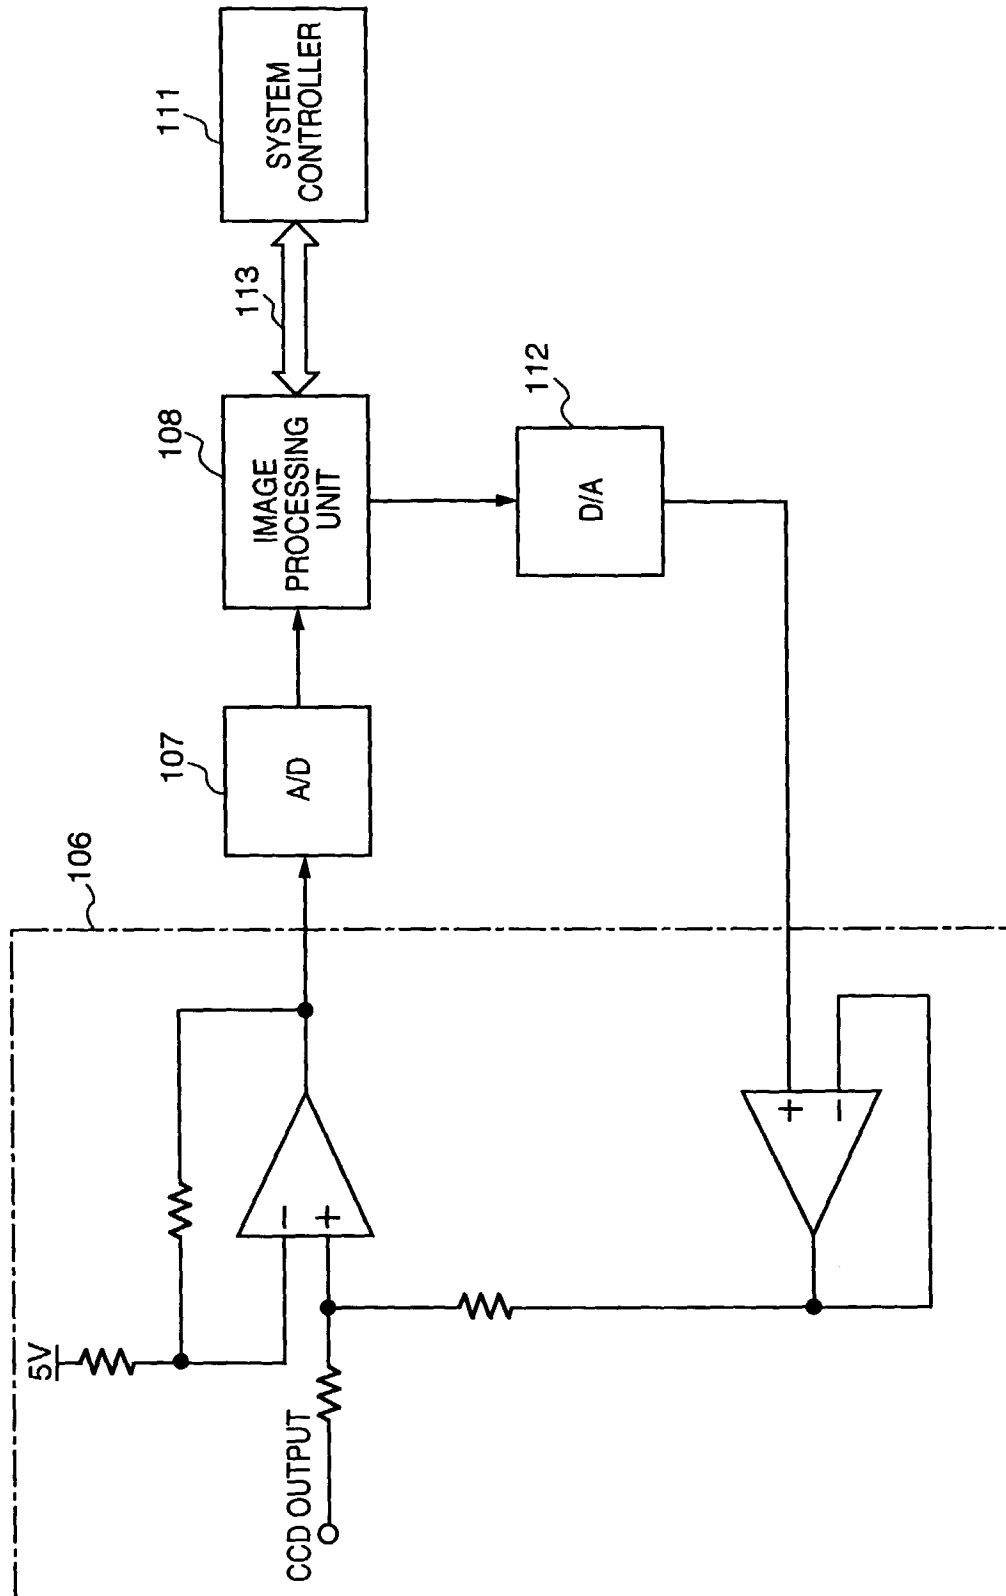 106
5V
CCD OUTPUT
−
+
+
−
107
A/D
108
IMAGE
PROCESSING
UNIT
112
D/A
113
111
SYSTEM
CONTROLLER